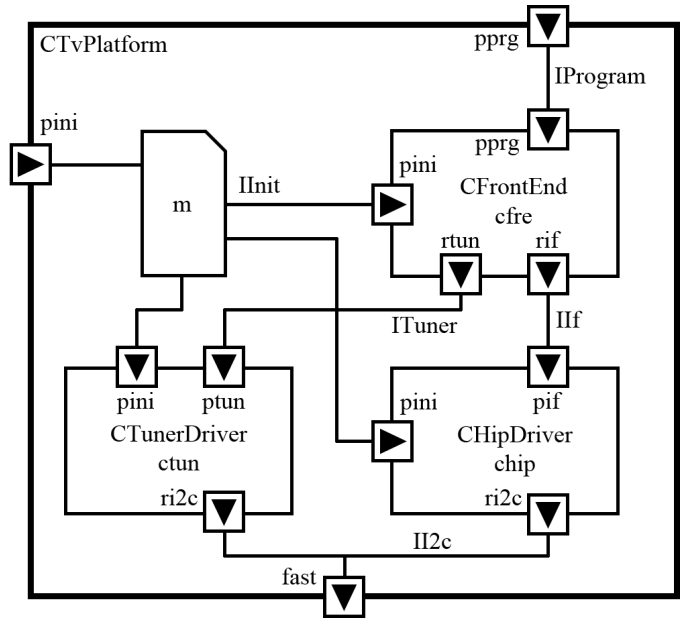 CTvPlatform
pprg
IProgram
pini
pprg
m
IInit
pini
CFrontEnd
cfre
rtun
rif
ITuner
IIf
pini
ptun
pini
pif
CTunerDriver
ctun
CHipDriver
chip
ri2c
ri2c
II2c
fast